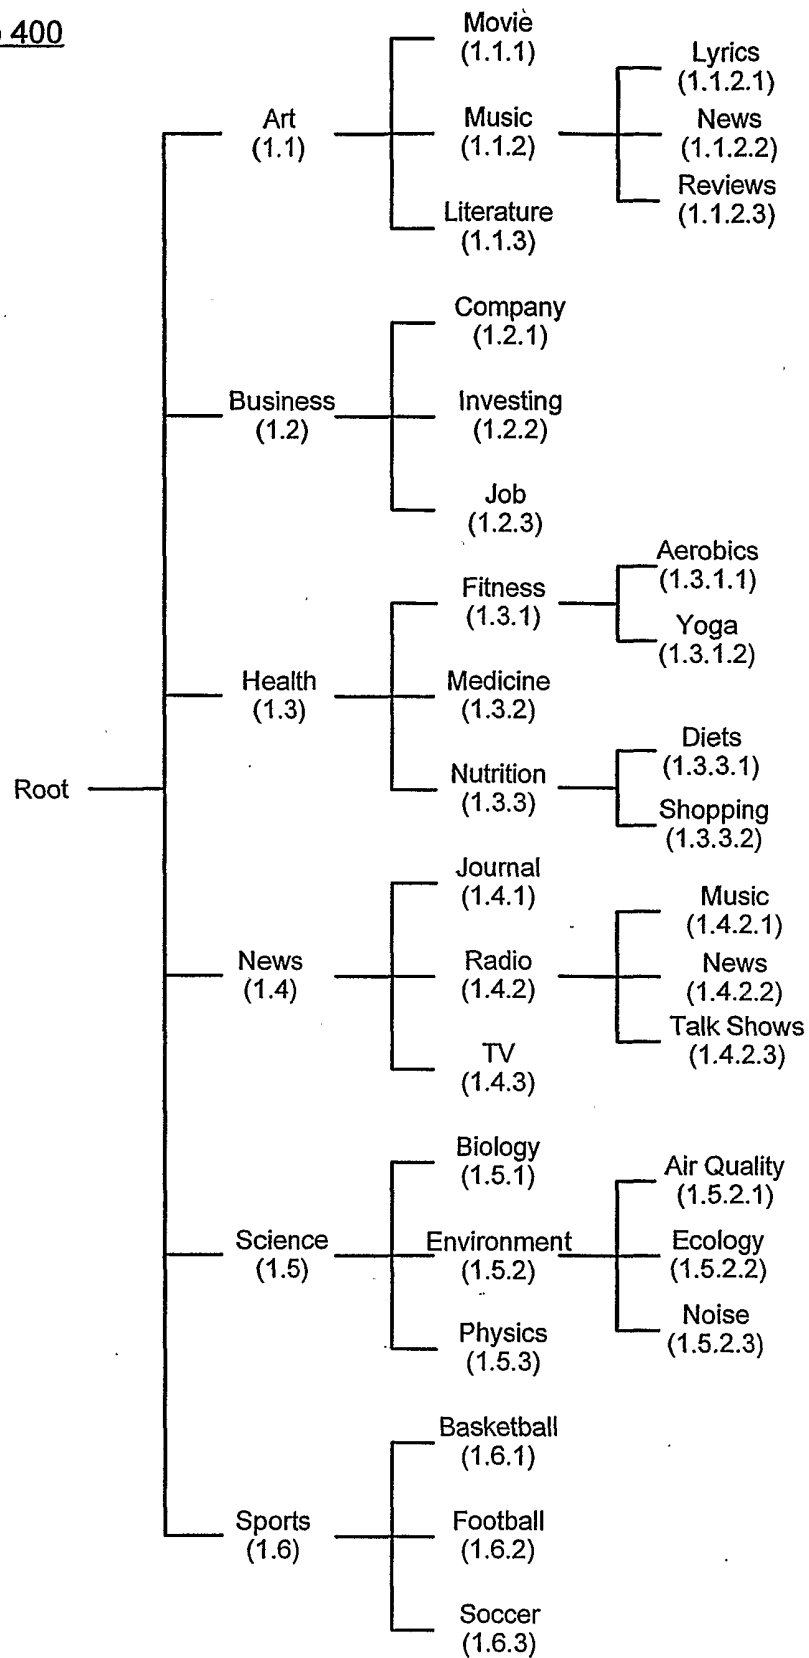 400
Movie
(1.1.1)
Lyrics
(1.1.2.1)
Art
(1.1)
Music
(1.1.2)
News
(1.1.2.2)
Reviews
(1.1.2.3)
Literature
(1.1.3)
Company
(1.2.1)
Business
(1.2)
Investing
(1.2.2)
Job
(1.2.3)
Aerobics
(1.3.1.1)
Fitness
(1.3.1)
Yoga
(1.3.1.2)
Health
(1.3)
Medicine
(1.3.2)
Diets
(1.3.3.1)
Root
Nutrition
(1.3.3)
Shopping
(1.3.3.2)
Journal
(1.4.1)
Music
(1.4.2.1)
News
(1.4)
Radio
(1.4.2)
News
(1.4.2.2)
Talk Shows
(1.4.2.3)
TV
(1.4.3)
Biology
(1.5.1)
Air Quality
(1.5.2.1)
Science
(1.5)
Environment
(1.5.2)
Ecology
(1.5.2.2)
Noise
(1.5.2.3)
Physics
(1.5.3)
Basketball
(1.6.1)
Sports
(1.6)
Football
(1.6.2)
Soccer
(1.6.3)